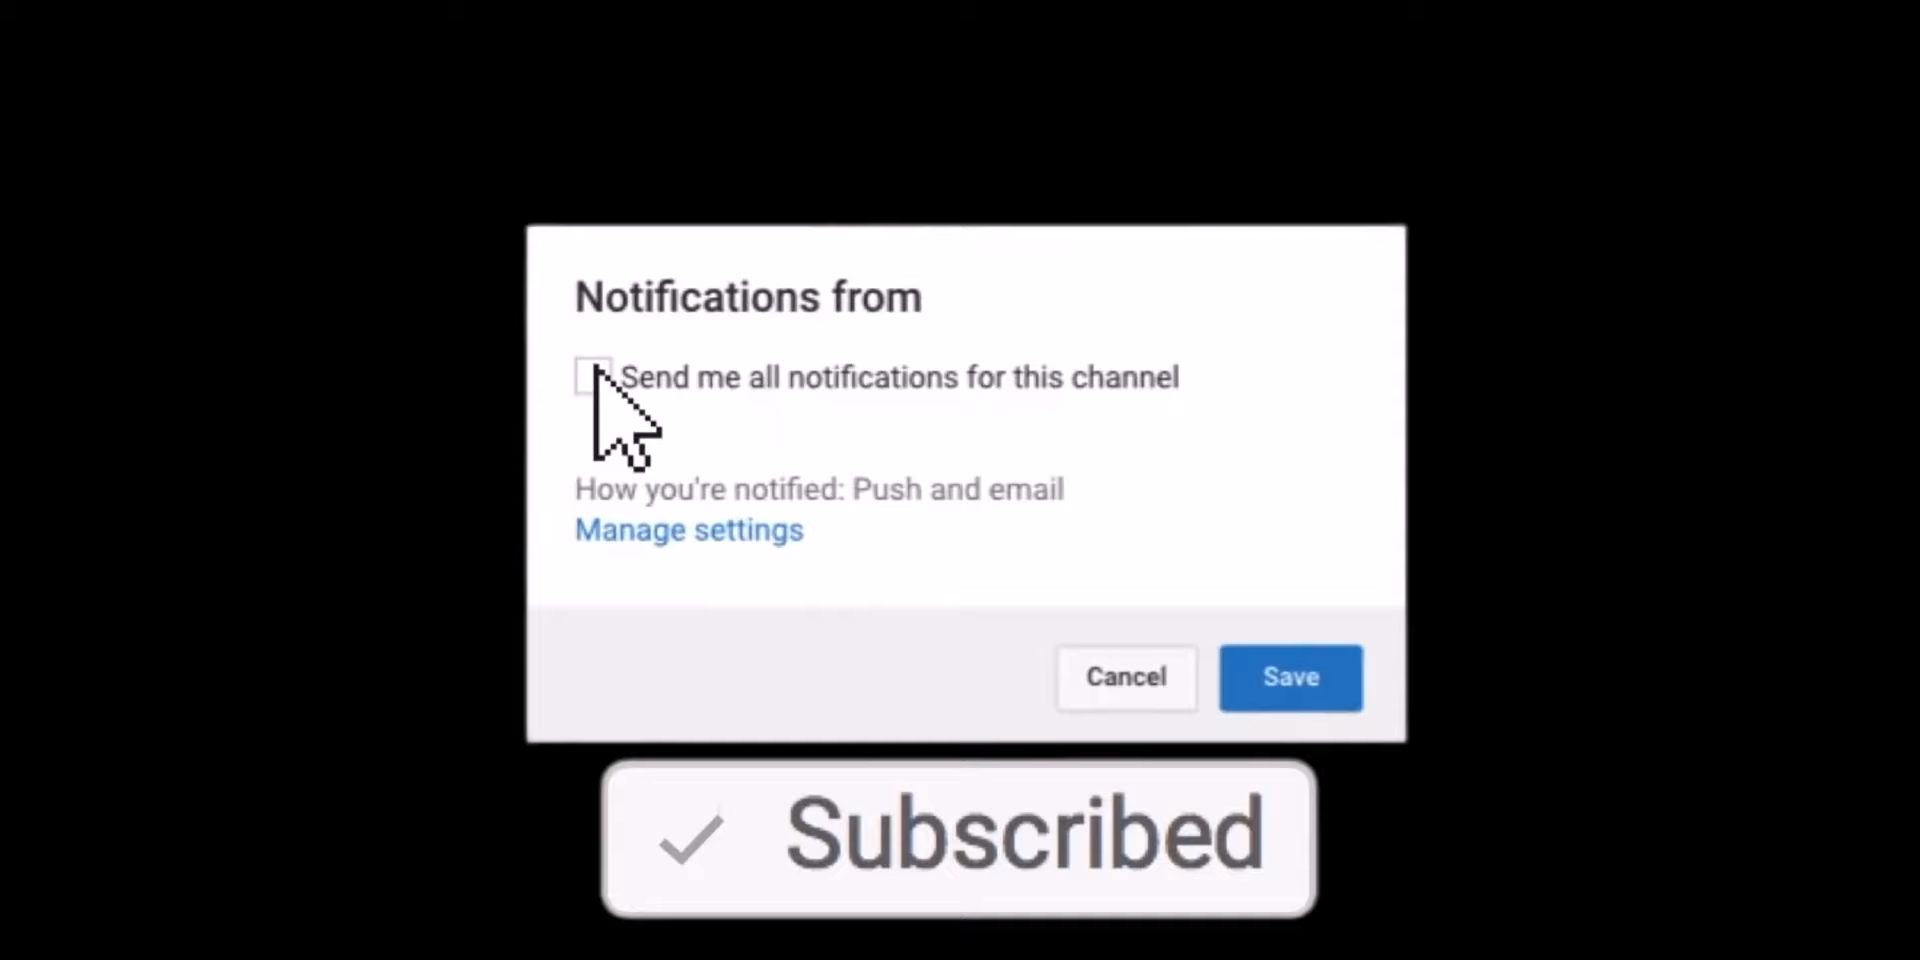 Notifications from
Send me all notifications for this channel
How you're notified: Push and email
Manage settings
Cancel Save
Subscribed